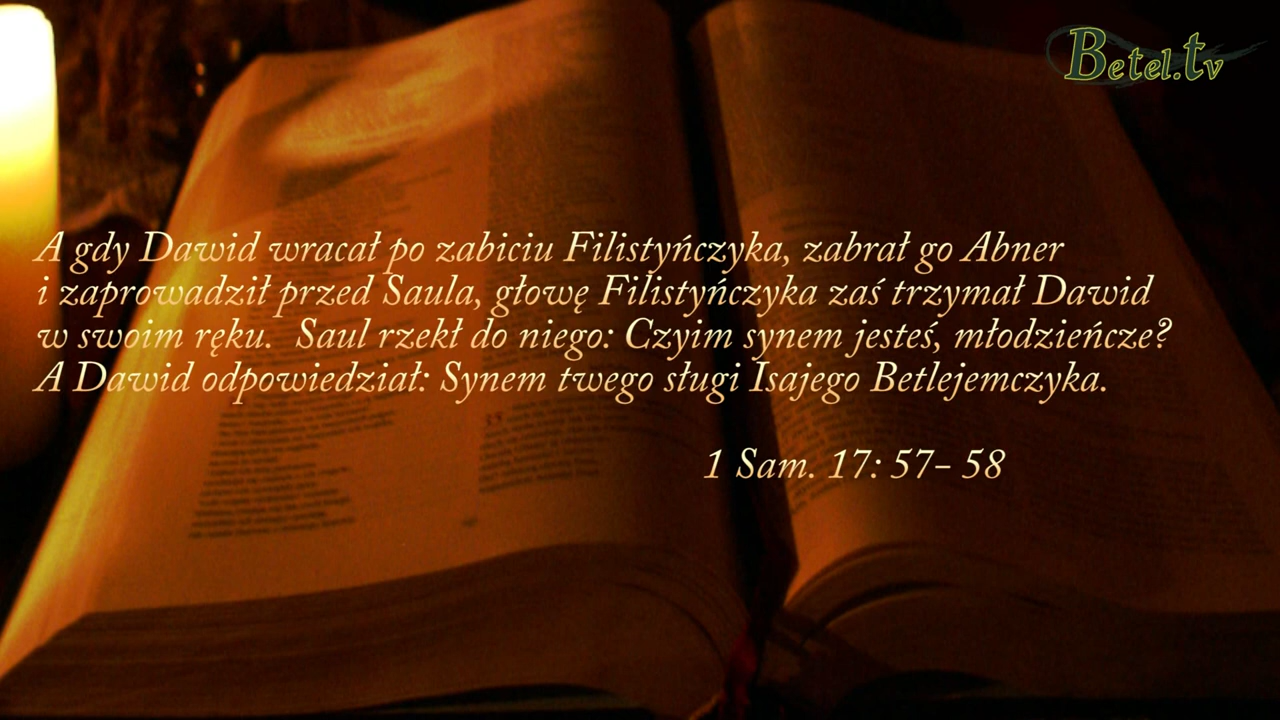 Betel.tv
A gdy Dawid wracał po zabiciu Filistyńczyka, zabrał go Abner
i zaprowadził przed Saula, głowę Filistyńczyka zaś trzymał Dawid
w swoim ręku.  Saul rzekł do niego: Czyim synem jesteś, młodzieńcze?
A Dawid odpowiedział: Synem twego sługi Isajego Betlejemczyka.
1 Sam. 17: 57– 58